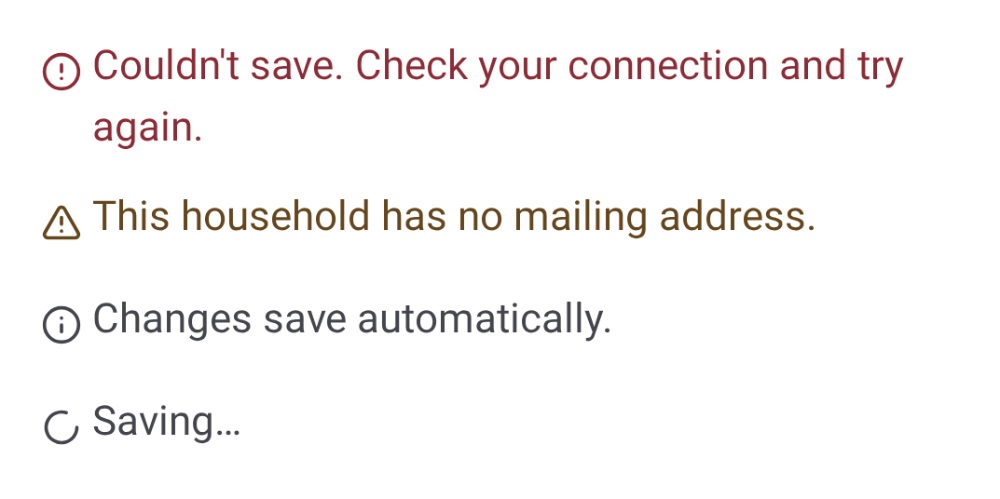 Couldn't save. Check your connection and try
again.
This household has no mailing address.
Changes save automatically.
Saving…